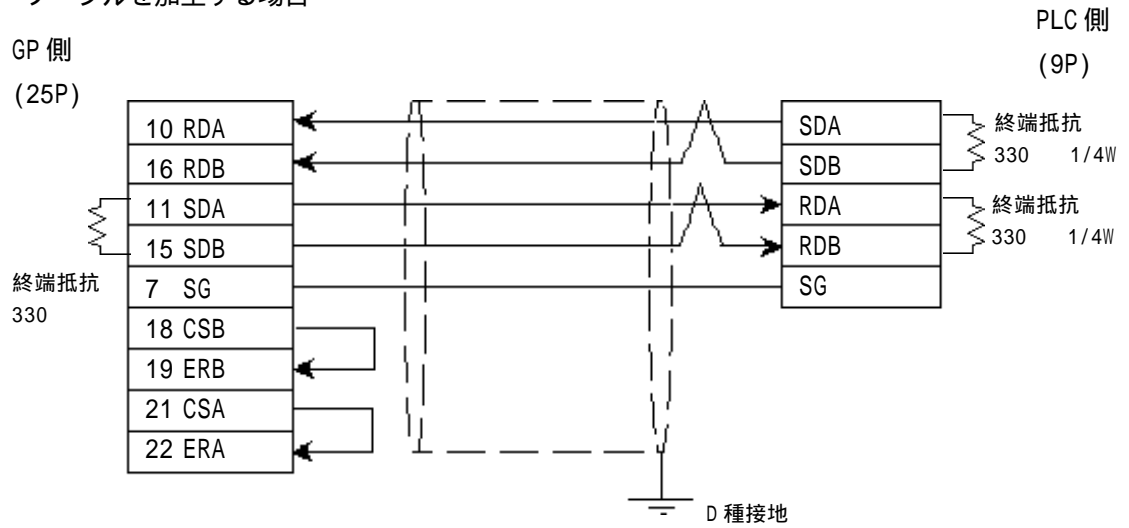 PLC 側
(9P)
GP 側
(25P)
10 RDA
16 RDB
11 SDA
15 SDB
7 SG
18 CSB
19 ERB
21 CSA
22 ERA
終端抵抗
330
SDA
SDB
RDA
RDB
SG
終端抵抗
330 1/4W
終端抵抗
330 1/4W
D 種接地